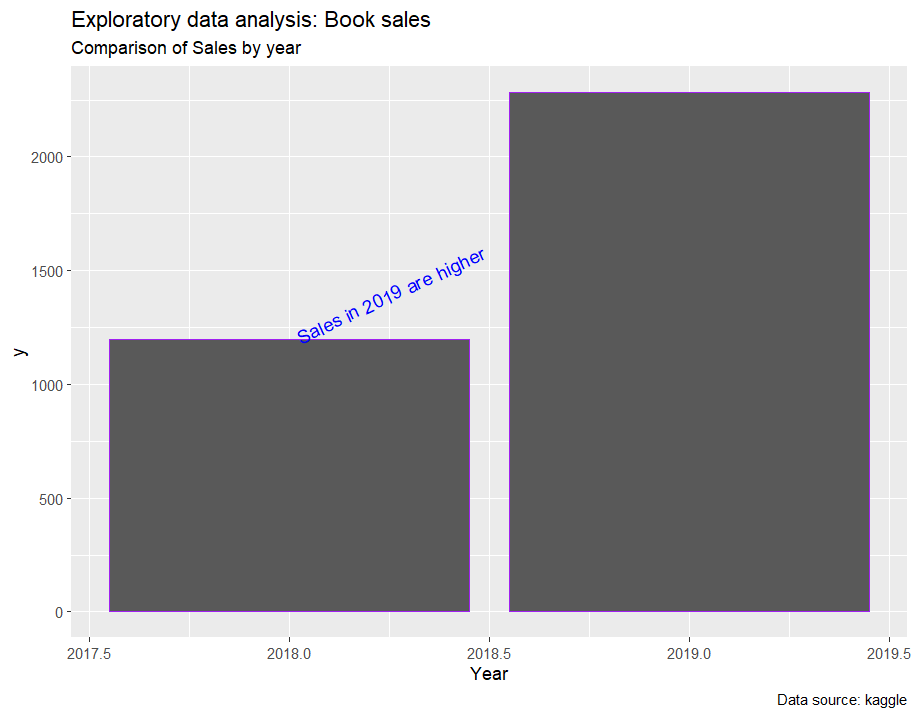 Exploratory data analysis: Book sales
Comparison of Sales by year
y
2000
1500
1000
500
0
Sales in 2019 are higher
2017.5 2018.0 2018.5 2019.0 2019.5
Year
Data source: kaggle